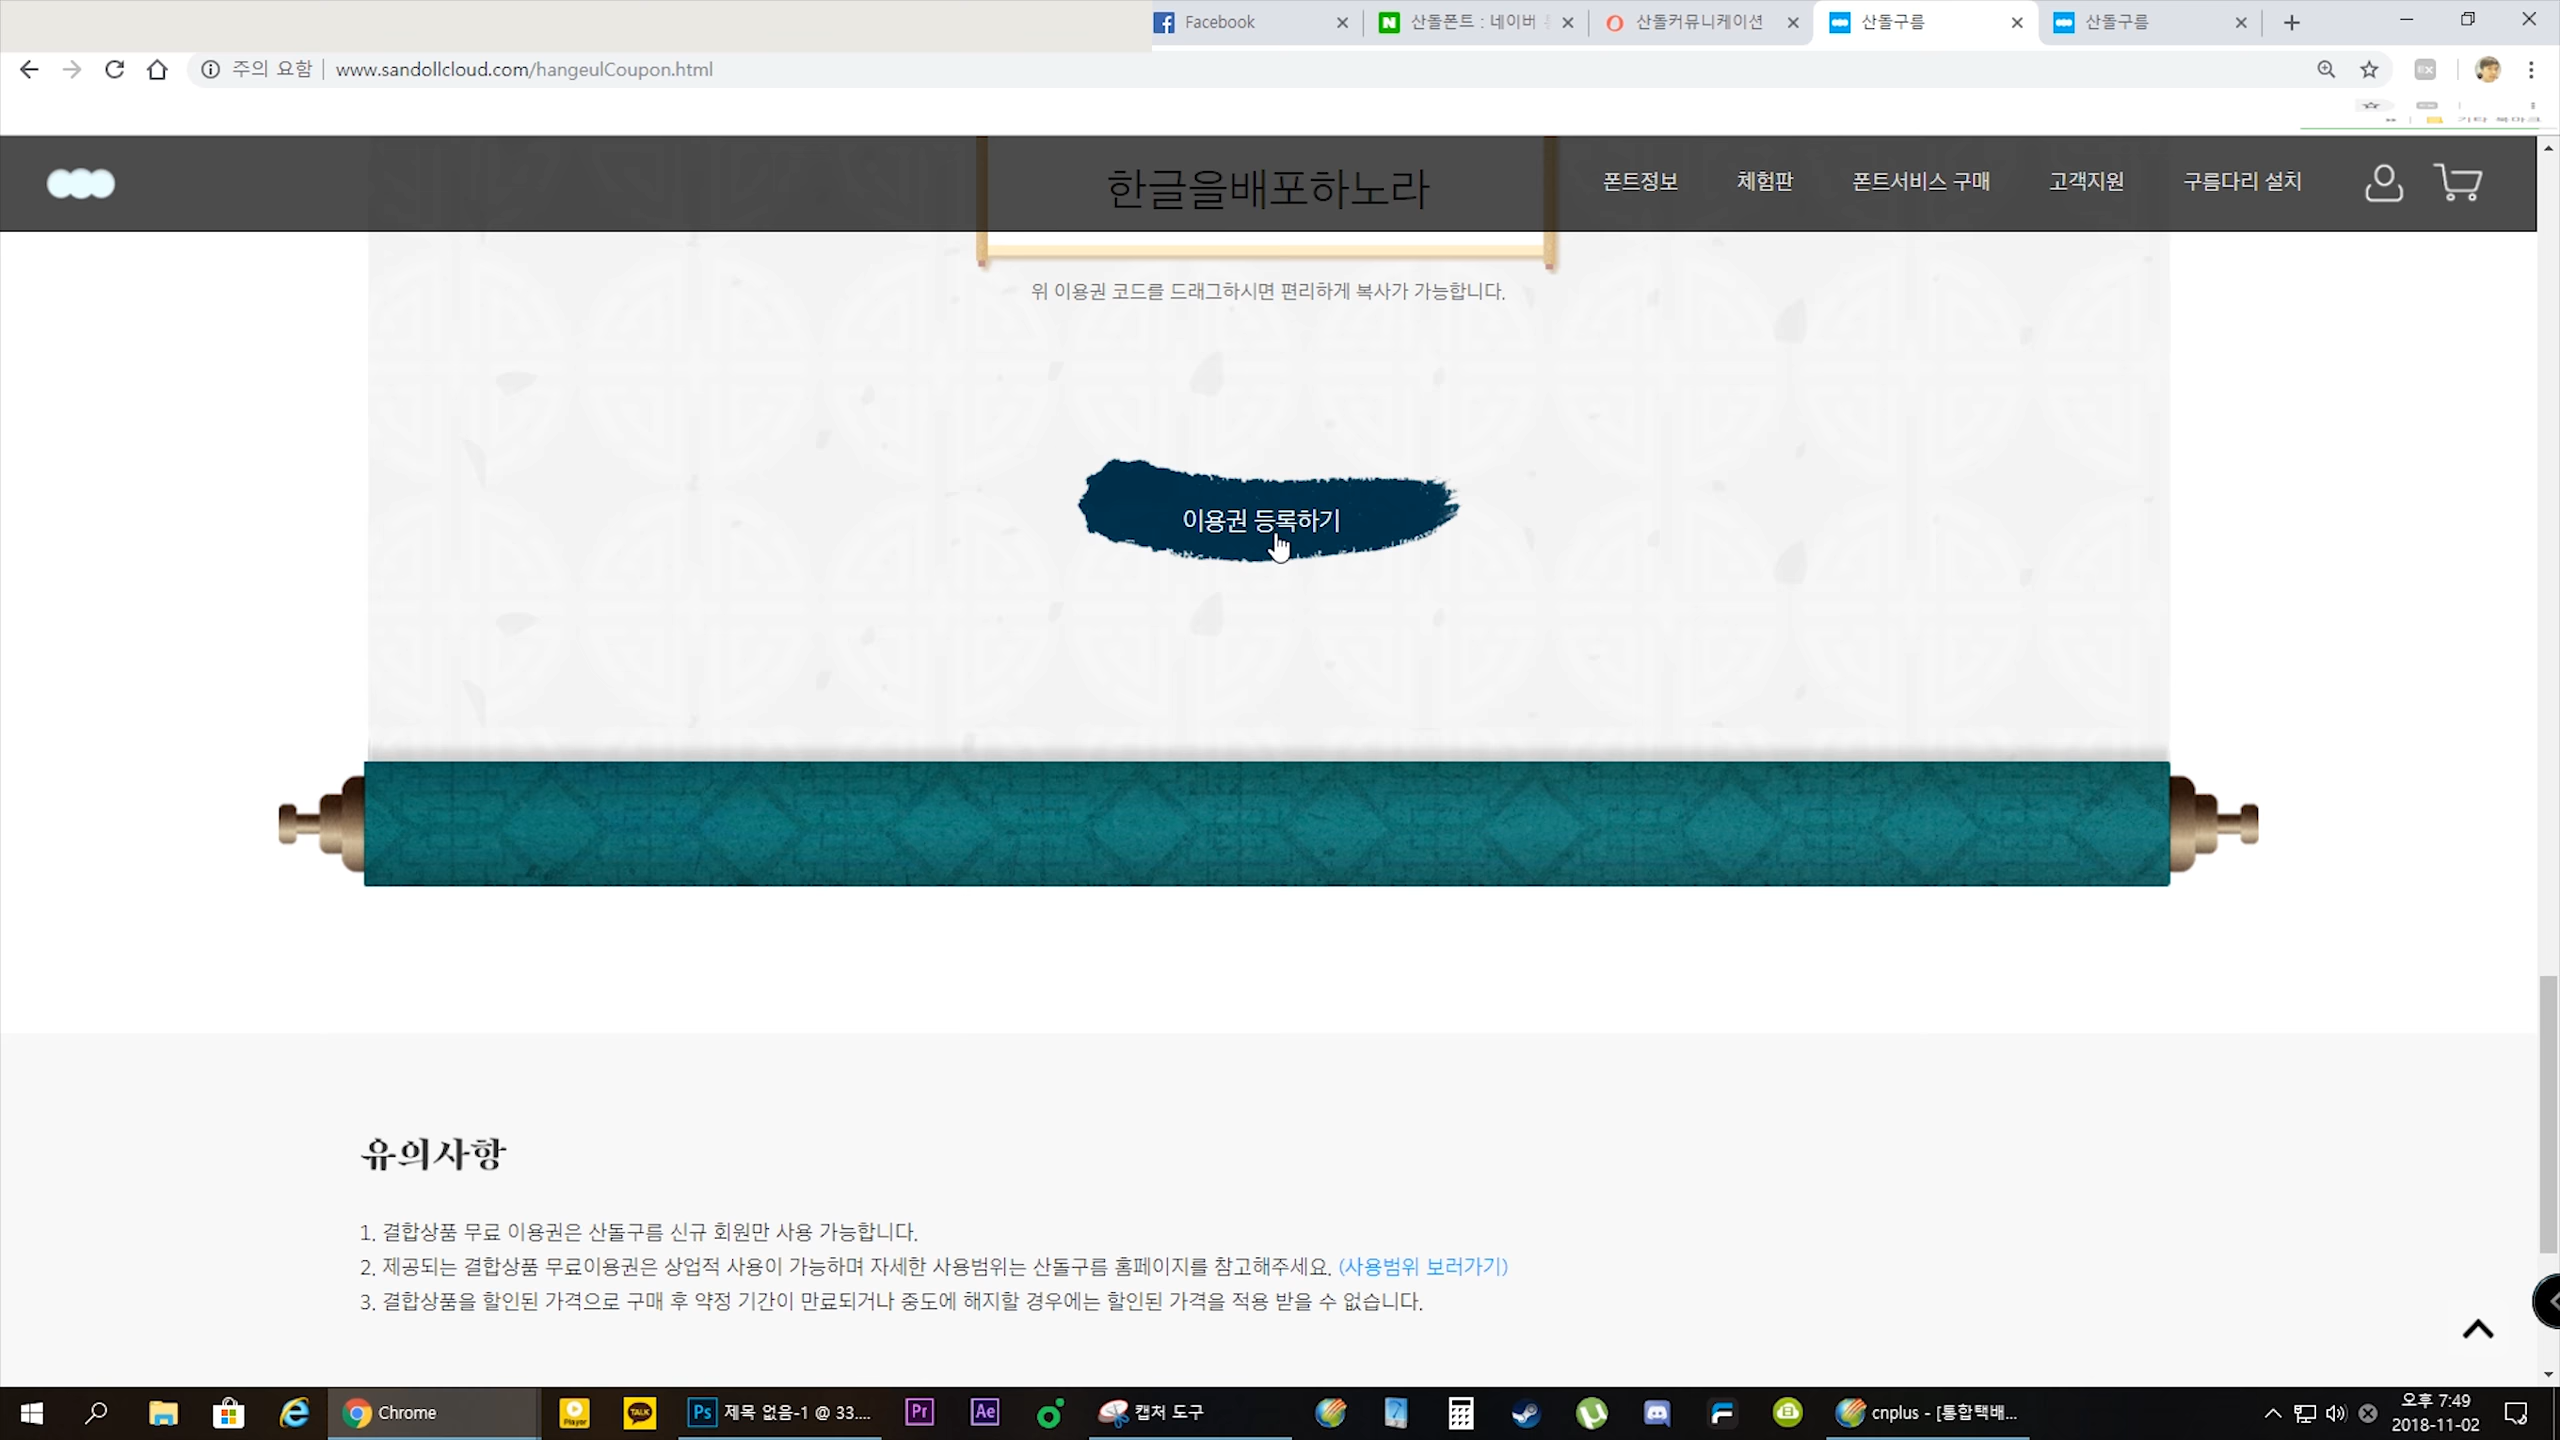 Facebook
산돌폰트 : 네이버
산돌커뮤니케이션
산돌구름
산돌구름
주의 요함
www.sandollcloud.com/hangeulCoupon.html
한글을배포하노라
폰트정보
체험판
폰트서비스 구매
고객지원
구름다리 설치
위 이용권 코드를 드래그하시면 편리하게 복사가 가능합니다.
이용권 등록하기
유의사항
1. 결합상품 무료 이용권은 산돌구름 신규 회원만 사용 가능합니다.
2. 제공되는 결합상품 무료이용권은 상업적 사용이 가능하며 자세한 사용범위는 산돌구름 홈페이지를 참고해주세요. (사용범위 보러가기)
3. 결합상품을 할인된 가격으로 구매 후 약정 기간이 만료되거나 중도에 해지할 경우에는 할인된 가격을 적용 받을 수 없습니다.
Chrome
Player
TALK
Ps
제목 없음-1 @ 33....
Pr
Ae
캡처 도구
cnplus - [통합택배...
오후 7:49
2018-11-02